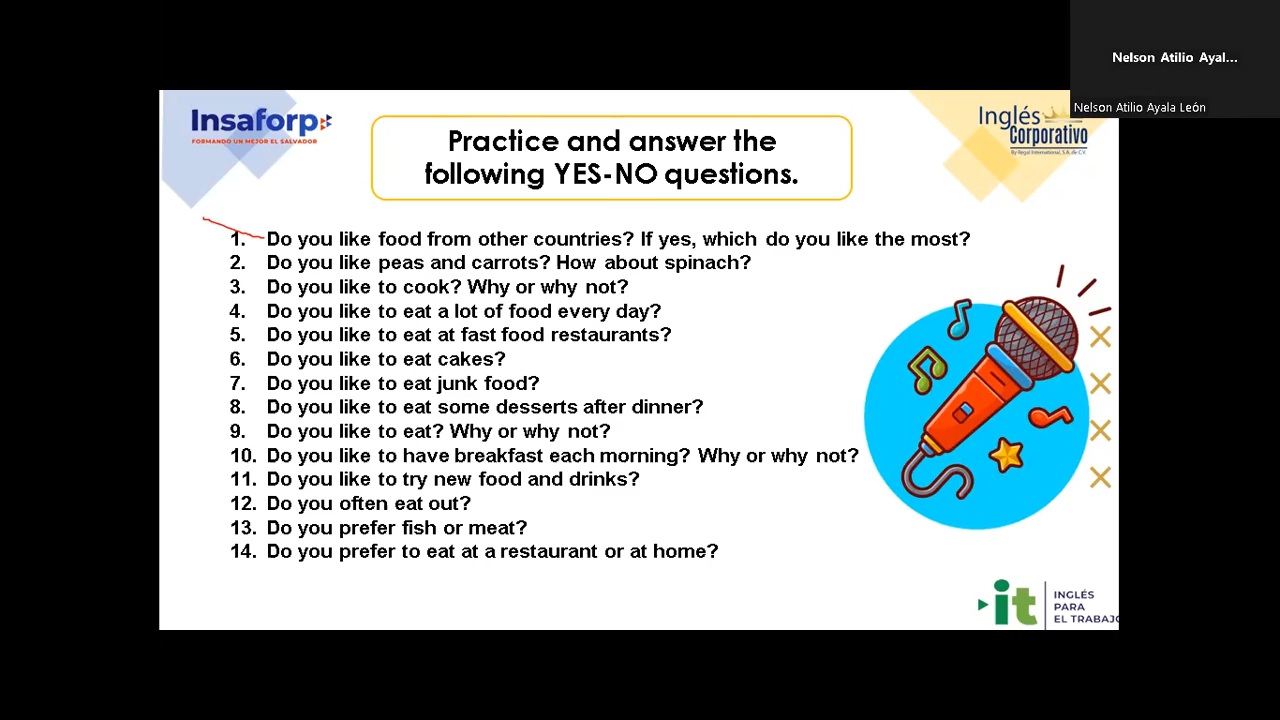 Nelson Atilio Ayal...
Nelson Atilio Ayala León
Insaforp
FORMANDO UN MEJOR EL SALVADOR
Inglés
Corporativo
By Regal International, S.A. de C.V.
Practice and answer the
following YES-NO questions.
1. Do you like food from other countries? If yes, which do you like the most?
2. Do you like peas and carrots? How about spinach?
3. Do you like to cook? Why or why not?
4. Do you like to eat a lot of food every day?
5. Do you like to eat at fast food restaurants?
6. Do you like to eat cakes?
7. Do you like to eat junk food?
8. Do you like to eat some desserts after dinner?
9. Do you like to eat? Why or why not?
10. Do you like to have breakfast each morning? Why or why not?
11. Do you like to try new food and drinks?
12. Do you often eat out?
13. Do you prefer fish or meat?
14. Do you prefer to eat at a restaurant or at home?
it
INGLÉS
PARA
EL TRABAJO